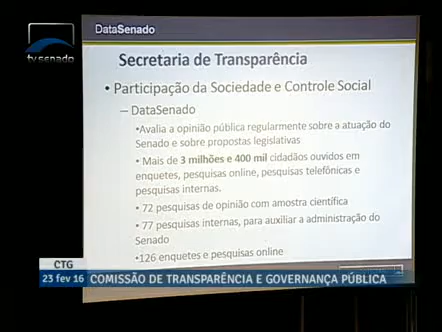 DataSenado
tv senado
Secretaria de Transparência
• Participação da Sociedade e Controle Social
– DataSenado
•Avalia a opinião pública regularmente sobre a atuação do
Senado e sobre propostas legislativas
• Mais de 3 milhões e 400 mil cidadãos ouvidos em
enquetes, pesquisas online, pesquisas telefônicas e
pesquisas internas.
• 72 pesquisas de opinião com amostra científica
• 77 pesquisas internas, para auxiliar a administração do
Senado
•126 enquetes e pesquisas online
CTG
23 fev 16 COMISSÃO DE TRANSPARÊNCIA E GOVERNANÇA PÚBLICA